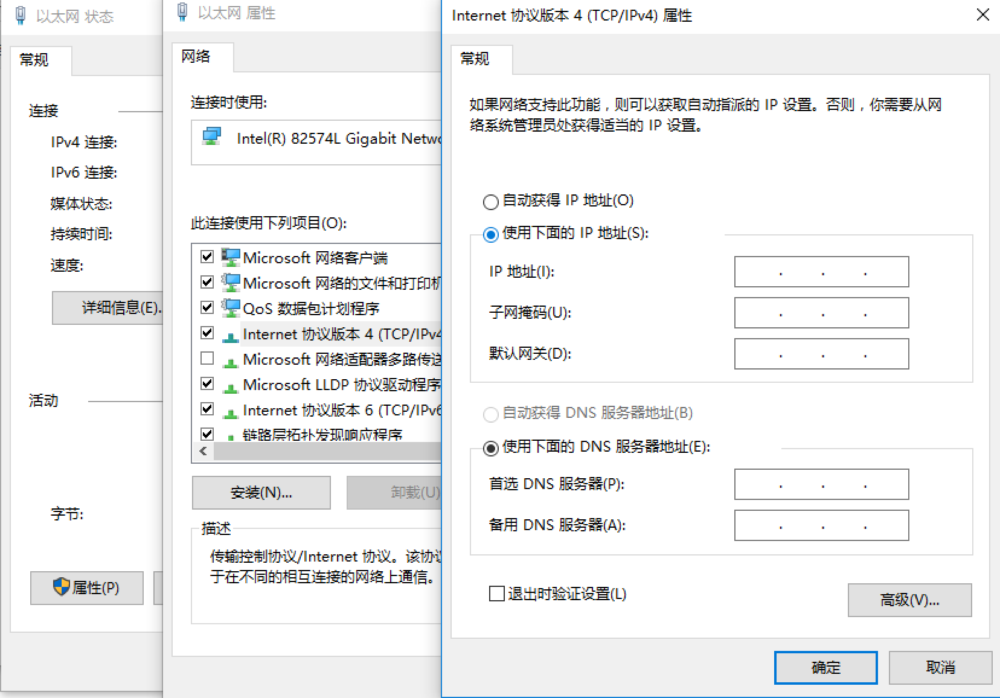 以太网 状态
常规
连接
IPv4 连接:
IPv6 连接:
媒体状态:
持续时间:
速度:
详细信息(E)..
活动
字节:
属性(P)
以太网 属性
网络
连接时使用:
Intel(R) 82574L Gigabit Netwo
此连接使用下列项目(O):
Microsoft 网络客户端
Microsoft 网络的文件和打印机
QoS 数据包计划程序
Internet 协议版本 4 (TCP/IPv4
Microsoft 网络适配器多路传送
Microsoft LLDP 协议驱动程序
Internet 协议版本 6 (TCP/IPv6
链路层拓扑发现响应程序
安装(N)...
卸载(U)
描述
传输控制协议/Internet 协议。该协议
于在不同的相互连接的网络上通信。
Internet 协议版本 4 (TCP/IPv4) 属性
常规
如果网络支持此功能，则可以获取自动指派的 IP 设置。否则，你需要从网
络系统管理员处获得适当的 IP 设置。
自动获得 IP 地址(O)
使用下面的 IP 地址(S):
IP 地址(I):
. . .
子网掩码(U):
. . .
默认网关(D):
. . .
自动获得 DNS 服务器地址(B)
使用下面的 DNS 服务器地址(E):
首选 DNS 服务器(P):
. . .
备用 DNS 服务器(A):
. . .
退出时验证设置(L)
高级(V)...
确定
取消